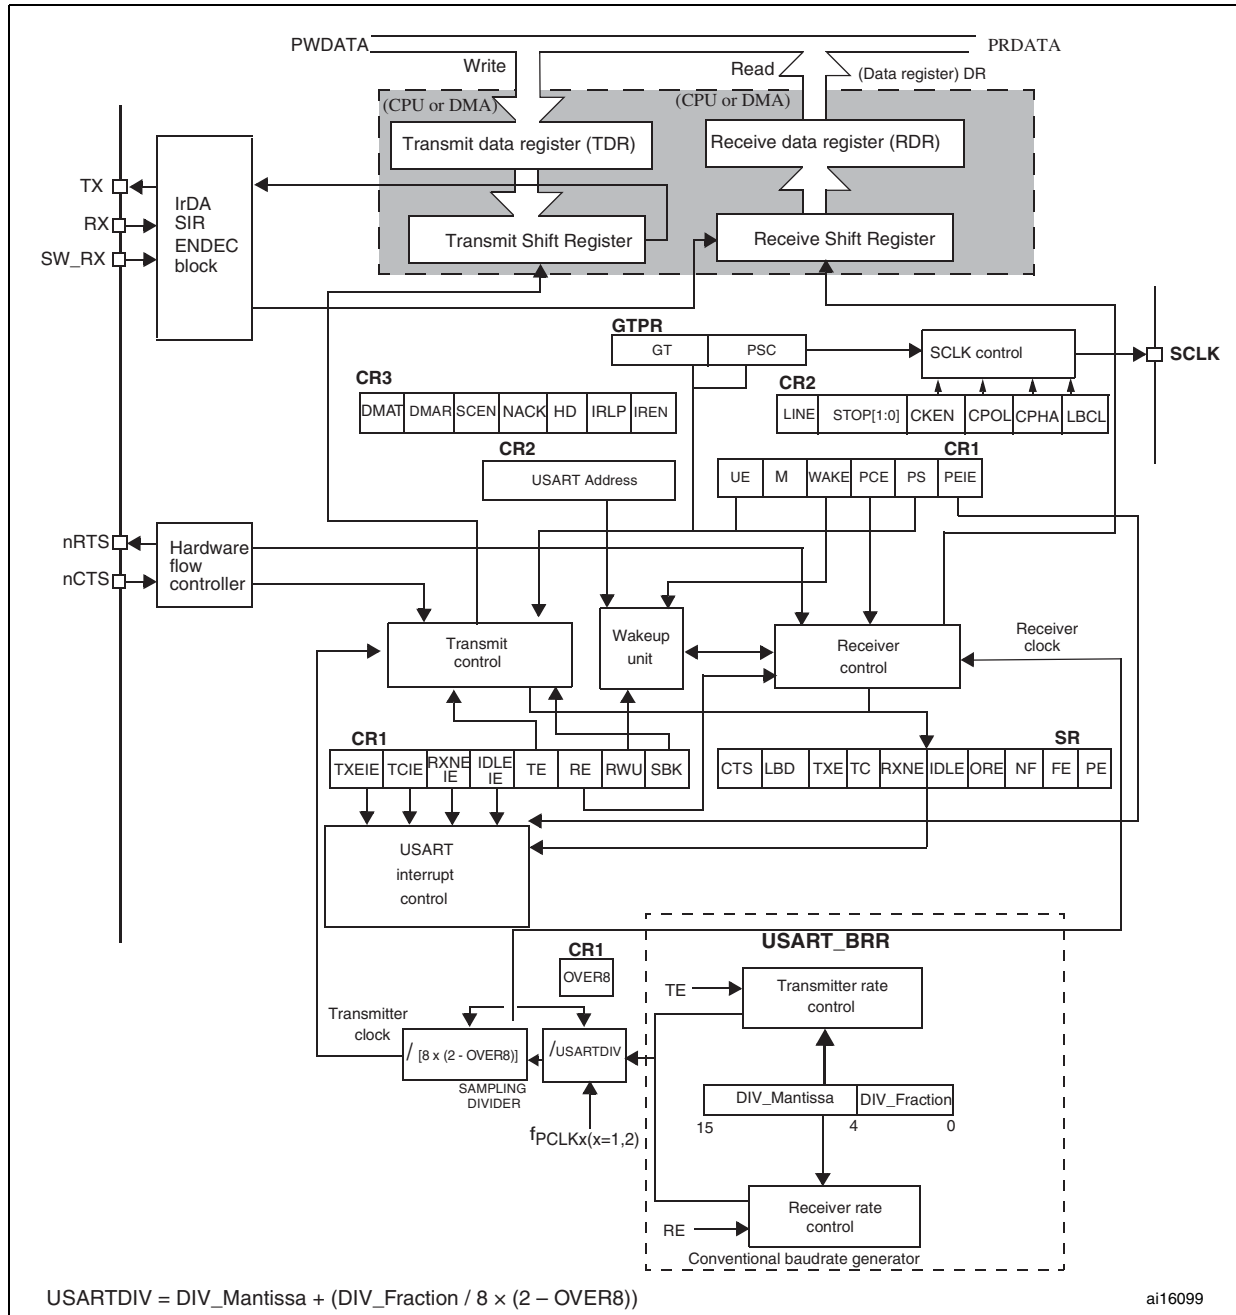 PWDATA
PRDATA
Write
Read
(Data register) DR
(CPU or DMA)
(CPU or DMA)
Transmit data register (TDR)
Receive data register (RDR)
TX
RX
SW_RX
IrDA
SIR
ENDEC
block
Transmit Shift Register
Receive Shift Register
GTPR
GT
PSC
SCLK control
SCLK
CR3
DMAT
DMAR
SCEN
NACK
HD
IRLP
IREN
CR2
LINE
STOP[1:0]
CKEN
CPOL
CPHA
LBCL
CR2
USART Address
CR1
UE
M
WAKE
PCE
PS
PEIE
nRTS
nCTS
Hardware
flow
controller
Transmit
control
Wakeup
unit
Receiver
control
Receiver
clock
CR1
TXEIE
TCIE
RXNE
IE
IDLE
IE
TE
RE
RWU
SBK
SR
CTS
LBD
TXE
TC
RXNE
IDLE
ORE
NF
FE
PE
USART
interrupt
control
USART_BRR
CR1
OVER8
TE
Transmitter rate
control
Transmitter
clock
/ [8 x (2 - OVER8)]
/USARTDIV
SAMPLING
DIVIDER
fPCLKx(x=1,2)
DIV_Mantissa
DIV_Fraction
15
4
0
RE
Receiver rate
control
Conventional baudrate generator
USARTDIV = DIV_Mantissa + (DIV_Fraction / 8 × (2 – OVER8))
ai16099